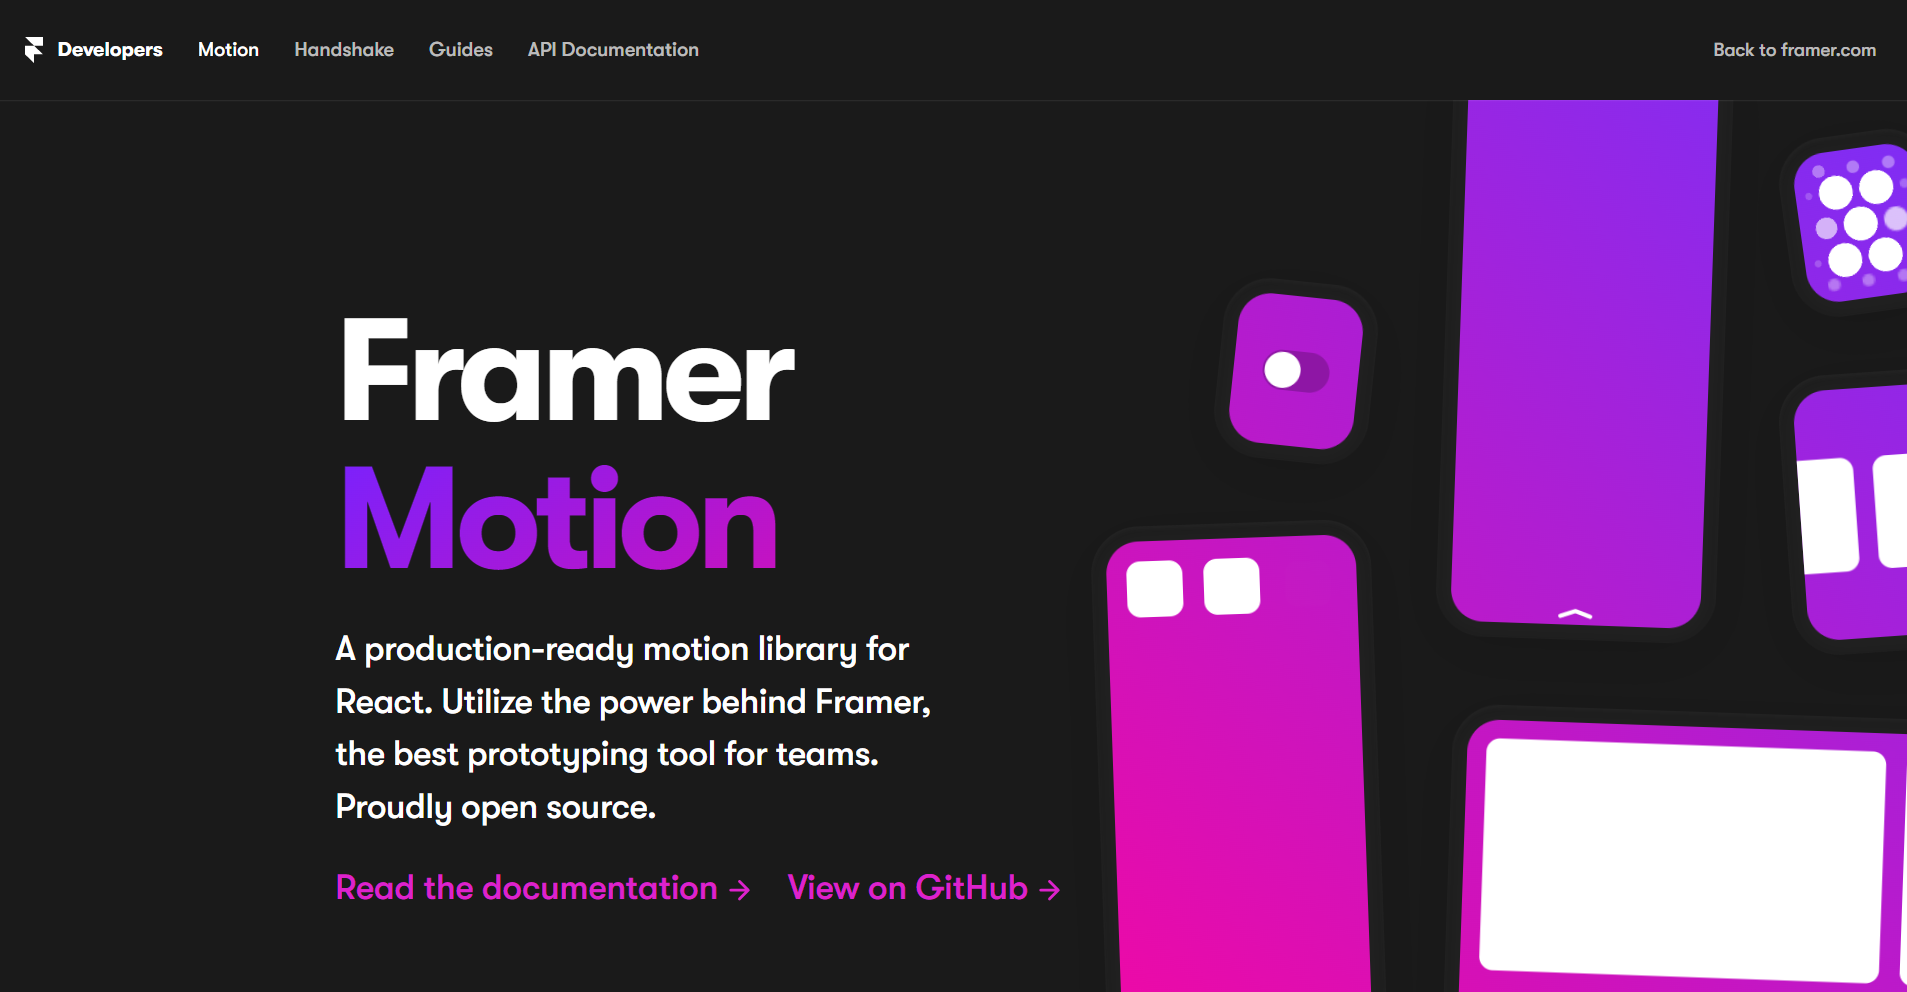 Developers Motion Handshake Guides API Documentation Back to framer.com
Framer
Motion
A production-ready motion library for
React. Utilize the power behind Framer,
the best prototyping tool for teams.
Proudly open source.
Read the documentation → View on GitHub →